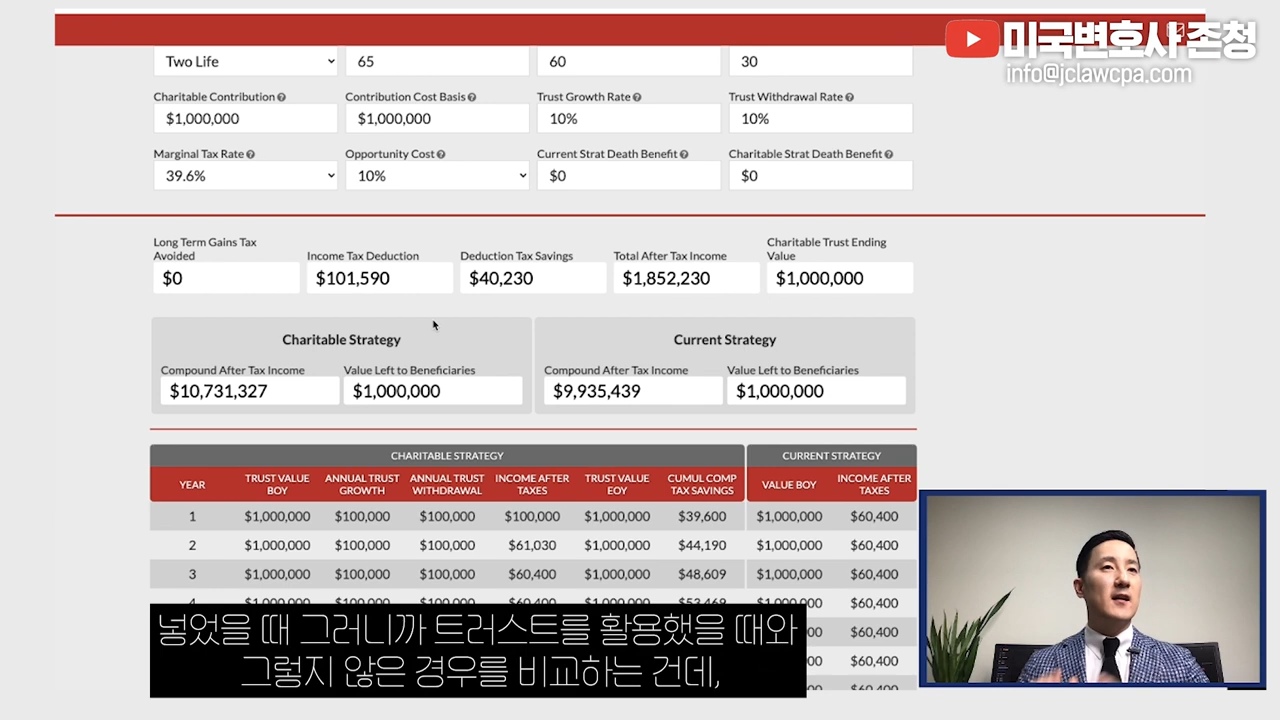 미국변호사 존청
info@jclawcpa.com
Two Life 65 60 30
Charitable Contribution Contribution Cost Basis Trust Growth Rate Trust Withdrawal Rate
$1,000,000 $1,000,000 10% 10%
Marginal Tax Rate Opportunity Cost Current Strat Death Benefit Charitable Strat Death Benefit
39.6% 10% $0 $0
Long Term Gains Tax Avoided Income Tax Deduction Deduction Tax Savings Total After Tax Income Charitable Trust Ending Value
$0 $101,590 $40,230 $1,852,230 $1,000,000
Charitable Strategy Current Strategy
Compound After Tax Income Value Left to Beneficiaries Compound After Tax Income Value Left to Beneficiaries
$10,731,327 $1,000,000 $9,935,439 $1,000,000
CHARITABLE STRATEGY CURRENT STRATEGY
YEAR TRUST VALUE BOY ANNUAL TRUST GROWTH ANNUAL TRUST WITHDRAWAL INCOME AFTER TAXES TRUST VALUE EOY CUMUL COMP TAX SAVINGS VALUE BOY INCOME AFTER TAXES
1 $1,000,000 $100,000 $100,000 $100,000 $1,000,000 $39,600 $1,000,000 $60,400
2 $1,000,000 $100,000 $100,000 $61,030 $1,000,000 $44,190 $1,000,000 $60,400
3 $1,000,000 $100,000 $100,000 $60,400 $1,000,000 $48,609 $1,000,000 $60,400
$60,400
$60,400
$60,400
넣었을 때 그러니까 트러스트를 활용했을 때와
그렇지 않은 경우를 비교하는 건데,